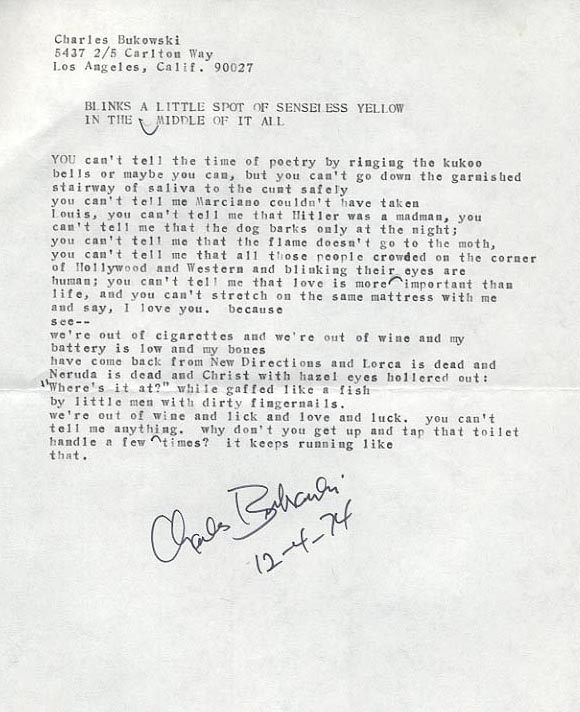 Charles Bukowski
5437 2/5 Carlton Way
Los Angeles, Calif. 90027
BLINKS A LITTLE SPOT OF SENSELESS YELLOW
IN THE MIDDLE OF IT ALL
YOU can't tell the time of poetry by ringing the kukoo
bells or maybe you can, but you can't go down the garnished
stairway of saliva to the cunt safely
you can't tell me Marciano couldn't have taken
Louis, you can't tell me that Hitler was a madman, you
can't tell me that the dog barks only at the night;
you can't tell me that the flame doesn't go to the moth,
you can't tell me that all those people crowded on the corner
of Hollywood and Western and blinking their eyes are
human; you can't tell me that love is more important than
life, and you can't stretch on the same mattress with me
and say, I love you. because
see--
we're out of cigarettes and we're out of wine and my
battery is low and my bones
have come back from New Directions and Lorca is dead and
Neruda is dead and Christ with hazel eyes hollered out:
"Where's it at?" while gaffed like a fish
by little men with dirty fingernails.
we're out of wine and lick and love and luck. you can't
tell me anything. why don't you get up and tap that toilet
handle a few times? it keeps running like
that.
Charles Bukowski
12-4-74